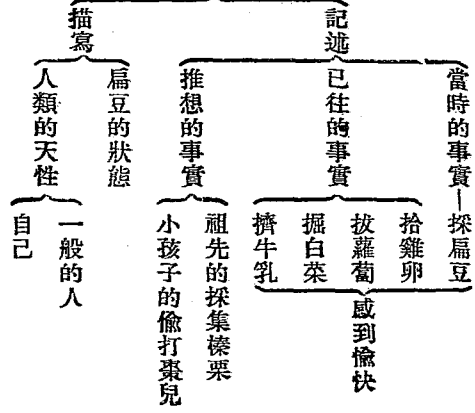 記述
當時的事實—採扁豆
已往的事實
拾雞卵
拔蘿蔔
掘白菜
擠牛乳
感到愉快
推想的事實
祖先的採集榛栗
小孩子的偷打棗兒
描寫
扁豆的狀態
人類的天性
一般的人
自己